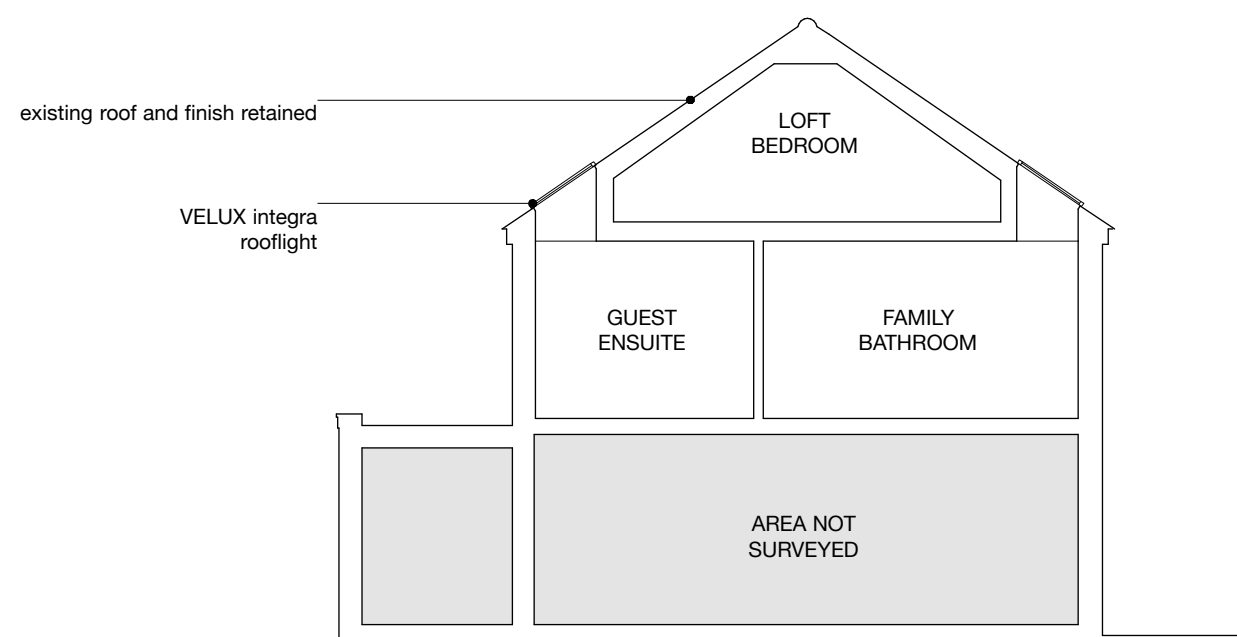 existing roof and finish retained
VELUX integra
rooflight
LOFT
BEDROOM
GUEST
ENSUITE
FAMILY
BATHROOM
AREA NOT
SURVEYED